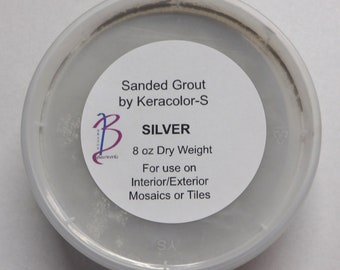 Sanded Grout
by Keracolor-S
SILVER
8 oz Dry Weight
For use on
Interior/Exterior
Mosaics or Tiles
B